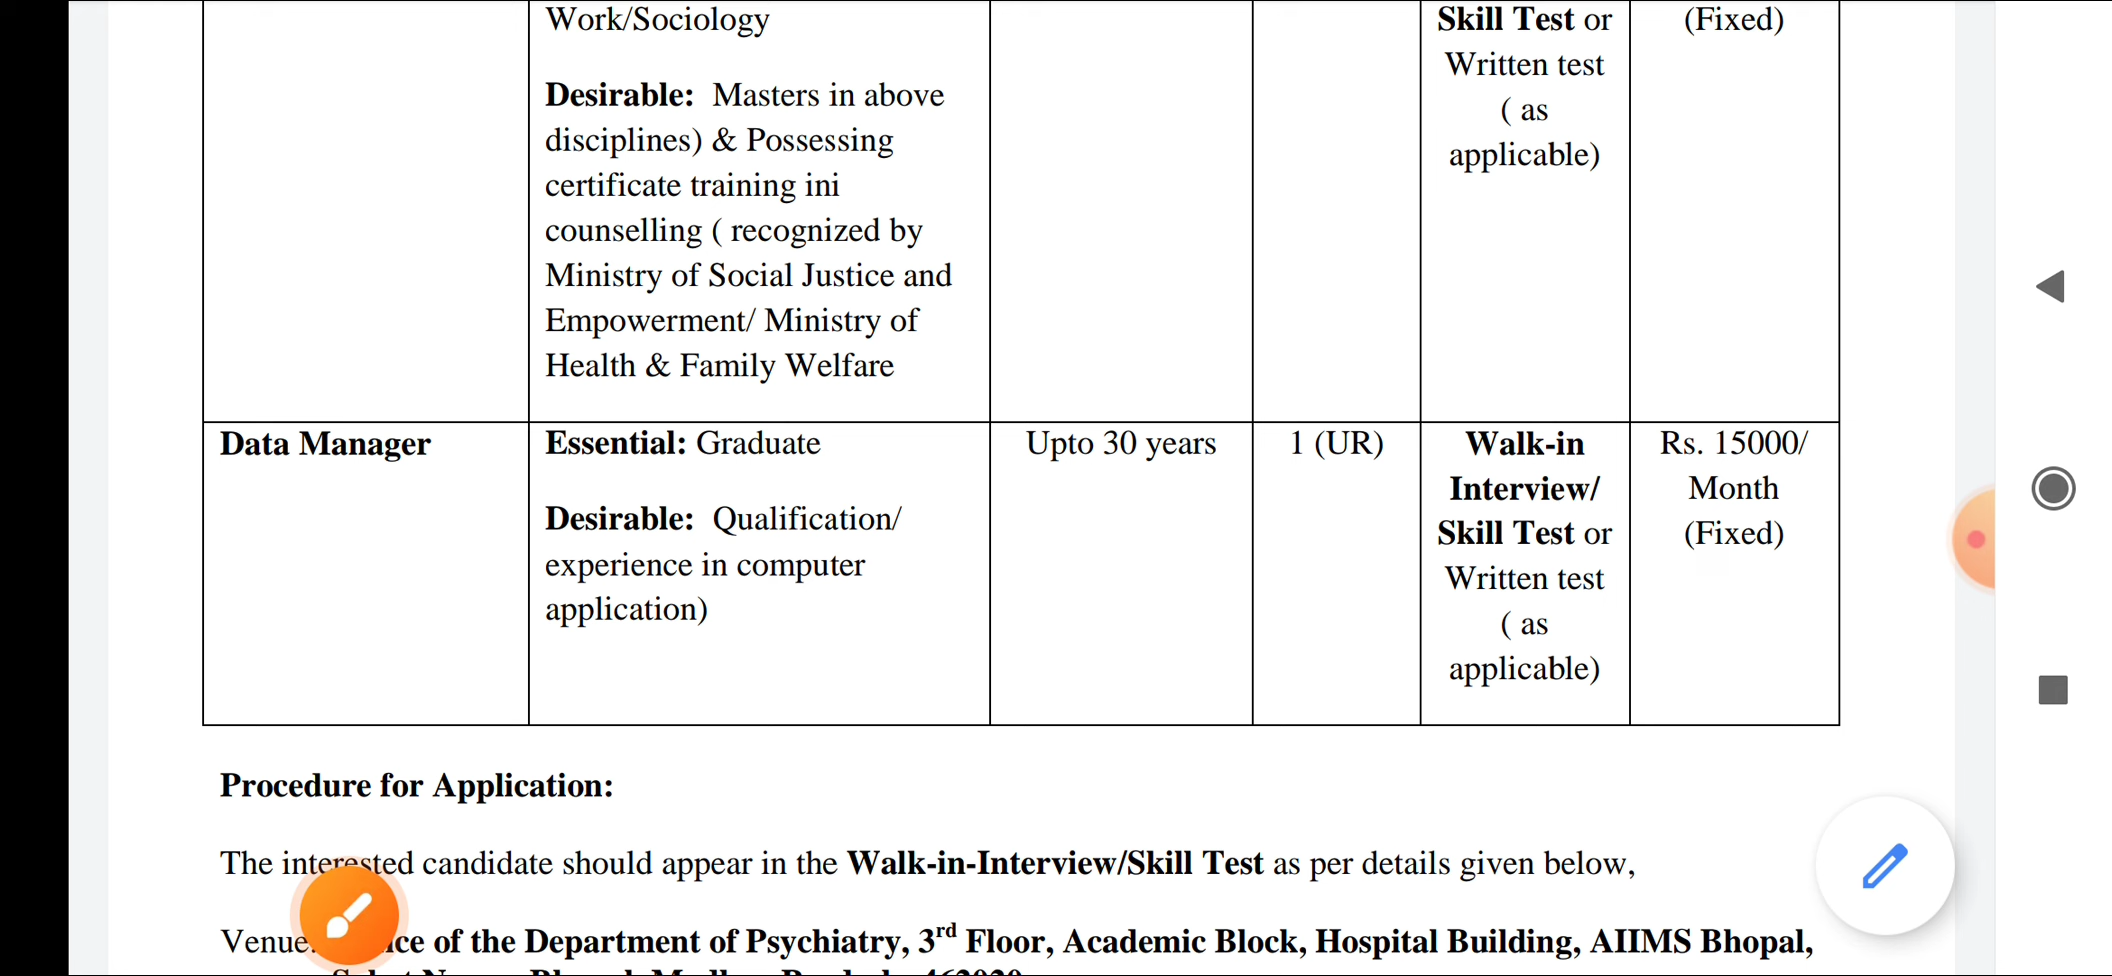 Work/Sociology
Desirable: Masters in above
disciplines) & Possessing
certificate training ini
counselling ( recognized by
Ministry of Social Justice and
Empowerment/ Ministry of
Health & Family Welfare
Skill Test or
Written test
( as
applicable)
(Fixed)
Data Manager
Essential: Graduate
Desirable: Qualification/
experience in computer
application)
Upto 30 years
1 (UR)
Walk-in
Interview/
Skill Test or
Written test
( as
applicable)
Rs. 15000/
Month
(Fixed)
Procedure for Application:
The interested candidate should appear in the Walk-in-Interview/Skill Test as per details given below,
Venue: of the Department of Psychiatry, 3rd Floor, Academic Block, Hospital Building, AIIMS Bhopal,